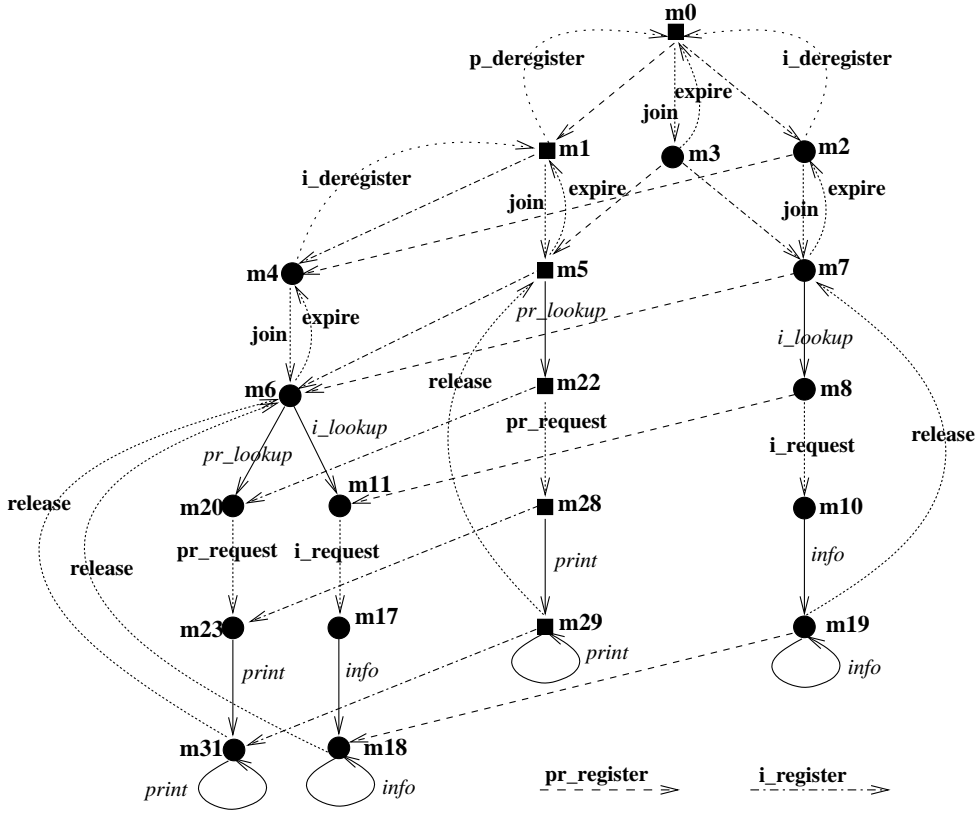 m0
p_deregister
i_deregister
expire
join
m1
m3
m2
i_deregister
expire
expire
join
join
m4
m5
m7
pr_lookup
expire
join
i_lookup
m6
release
m22
m8
i_lookup
pr_request
pr_lookup
i_request
release
m11
release
m20
m28
m10
pr_request
i_request
print
info
release
m17
m23
m29
m19
print
print
info
info
m31
m18
print
info
pr_register
i_register